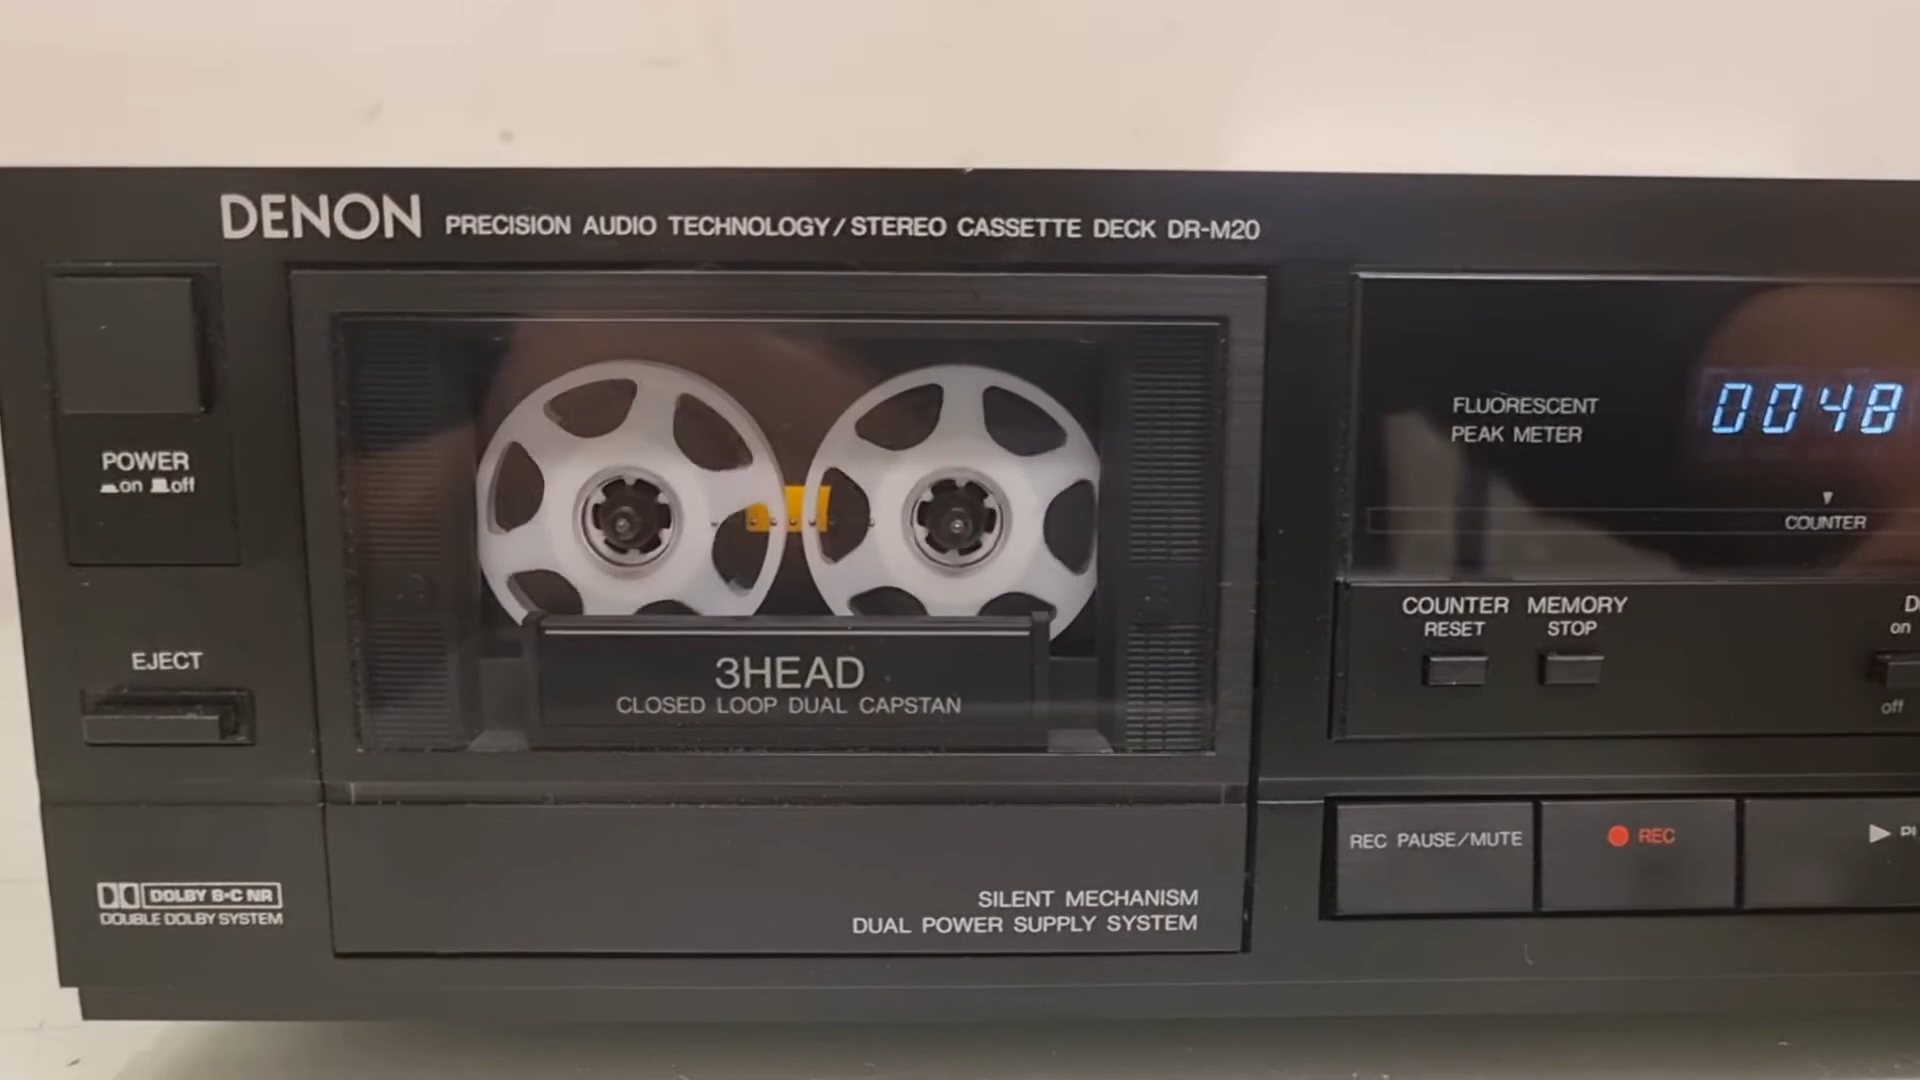 DENON PRECISION AUDIO TECHNOLOGY/STEREO CASSETTE DECK DR-M20
POWER
on off
EJECT
3HEAD
CLOSED LOOP DUAL CAPSTAN
DOLBY B·C NR
DOUBLE DOLBY SYSTEM
SILENT MECHANISM
DUAL POWER SUPPLY SYSTEM
FLUORESCENT
PEAK METER
0048
COUNTER
COUNTER RESET
MEMORY STOP
on
off
REC PAUSE/MUTE
REC